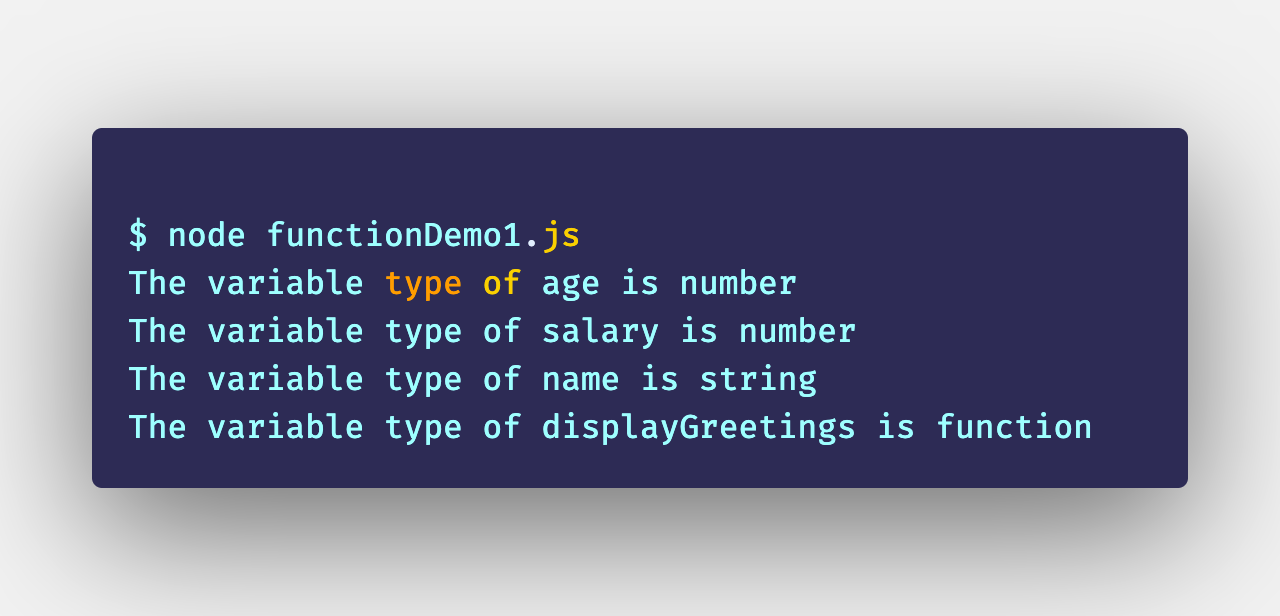 $ node functionDemo1.js
The variable type of age is number
The variable type of salary is number
The variable type of name is string
The variable type of displayGreetings is function